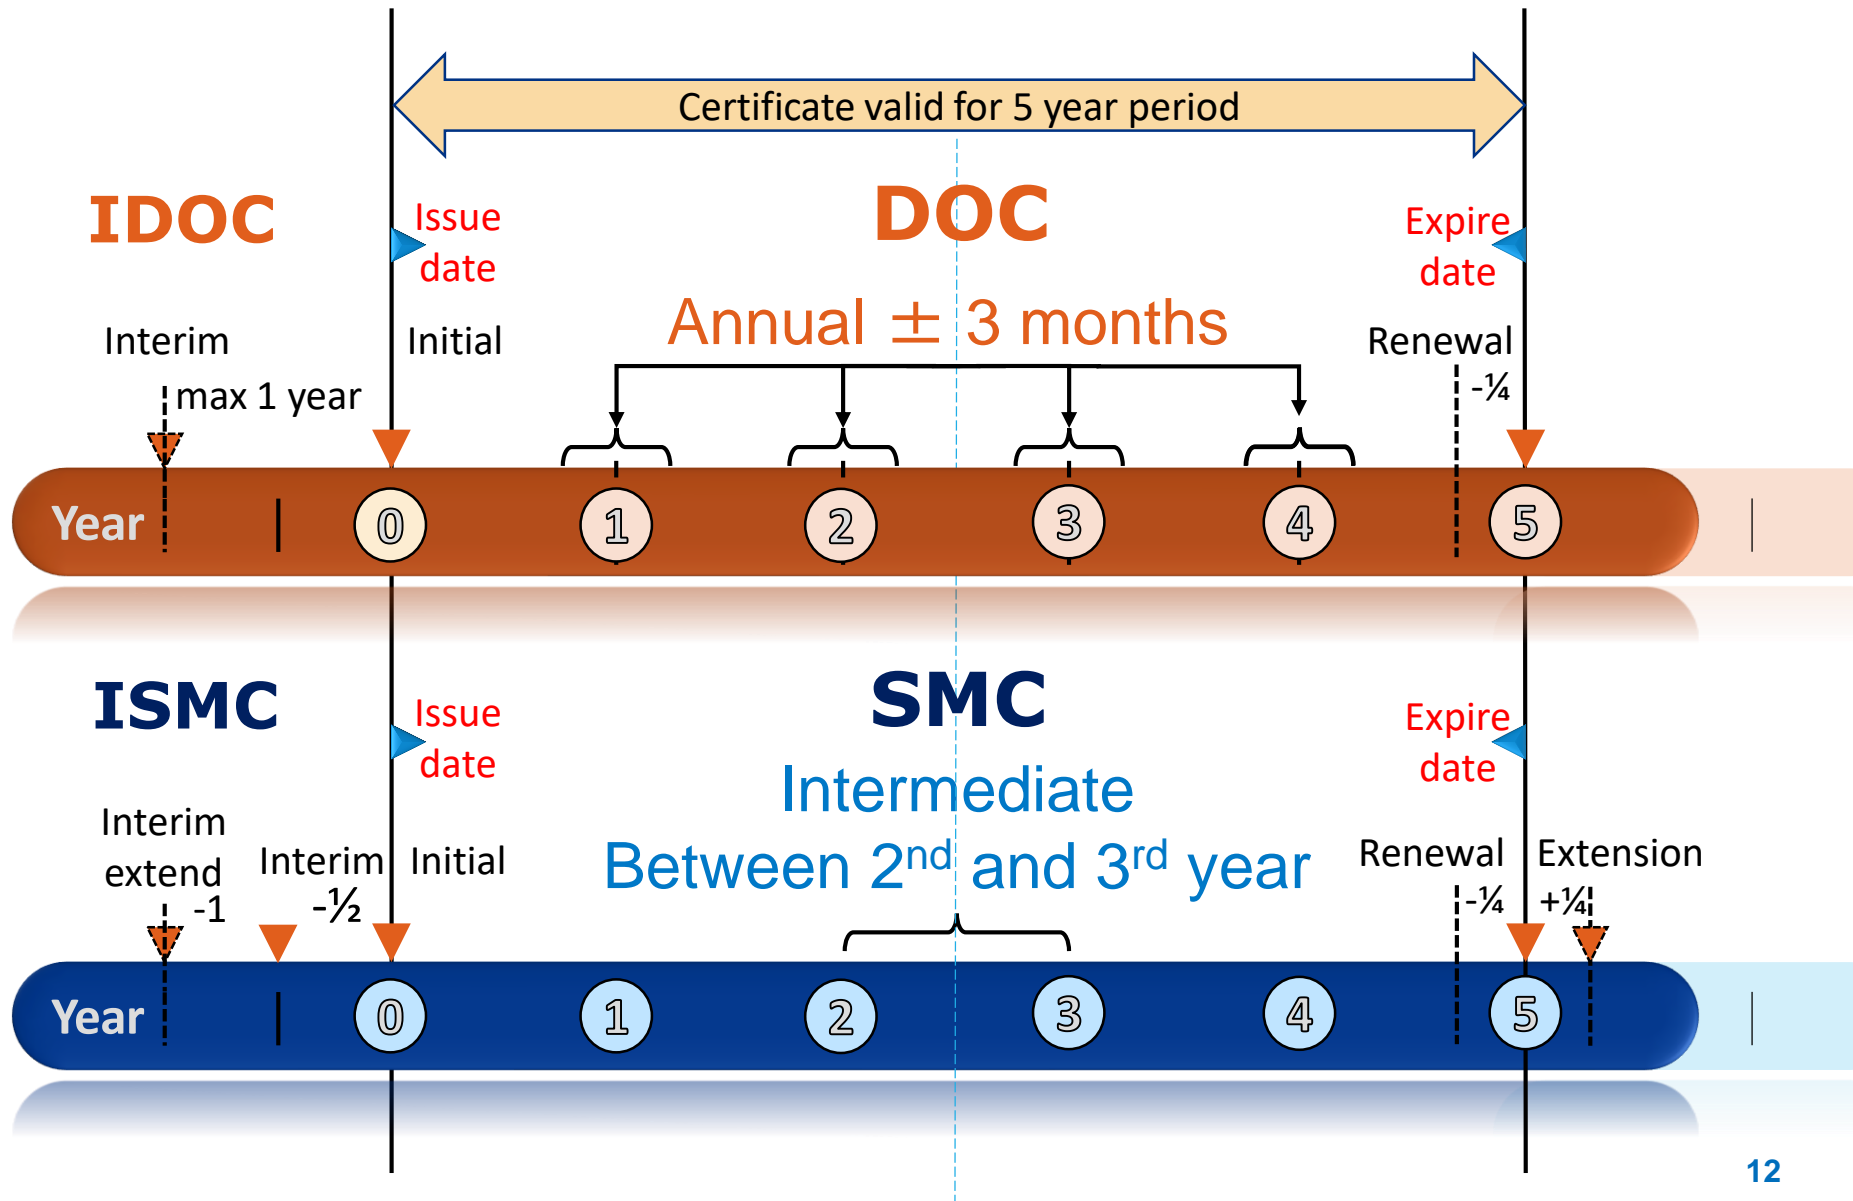 Certificate valid for 5 year period
IDOC
DOC
Issue
date
Expire
date
Annual ± 3 months
Interim
Initial
Renewal
max 1 year
-¼
Year
0
1
2
3
4
5
ISMC
SMC
Issue
date
Expire
date
Intermediate
Between 2nd and 3rd year
Interim
extend
-1
Interim
-½
Initial
Renewal
-¼
Extension
+¼
Year
0
1
2
3
4
5
12